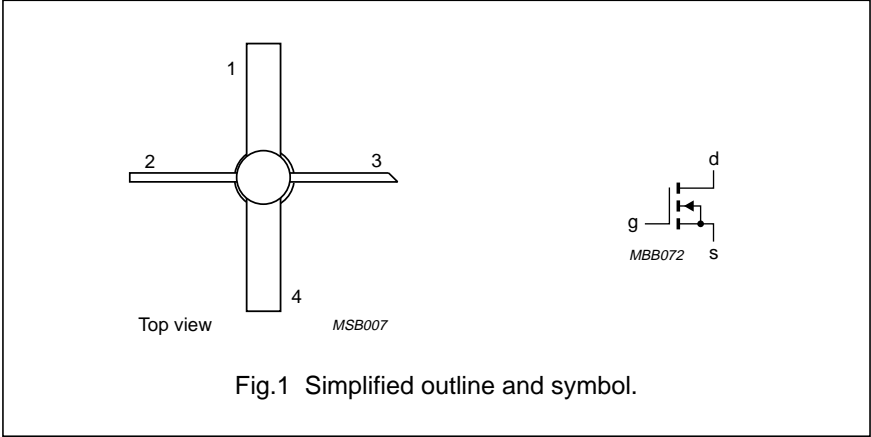 1
2
3
4
Top view
MSB007
d
g
MBB072
s
Fig.1 Simplified outline and symbol.